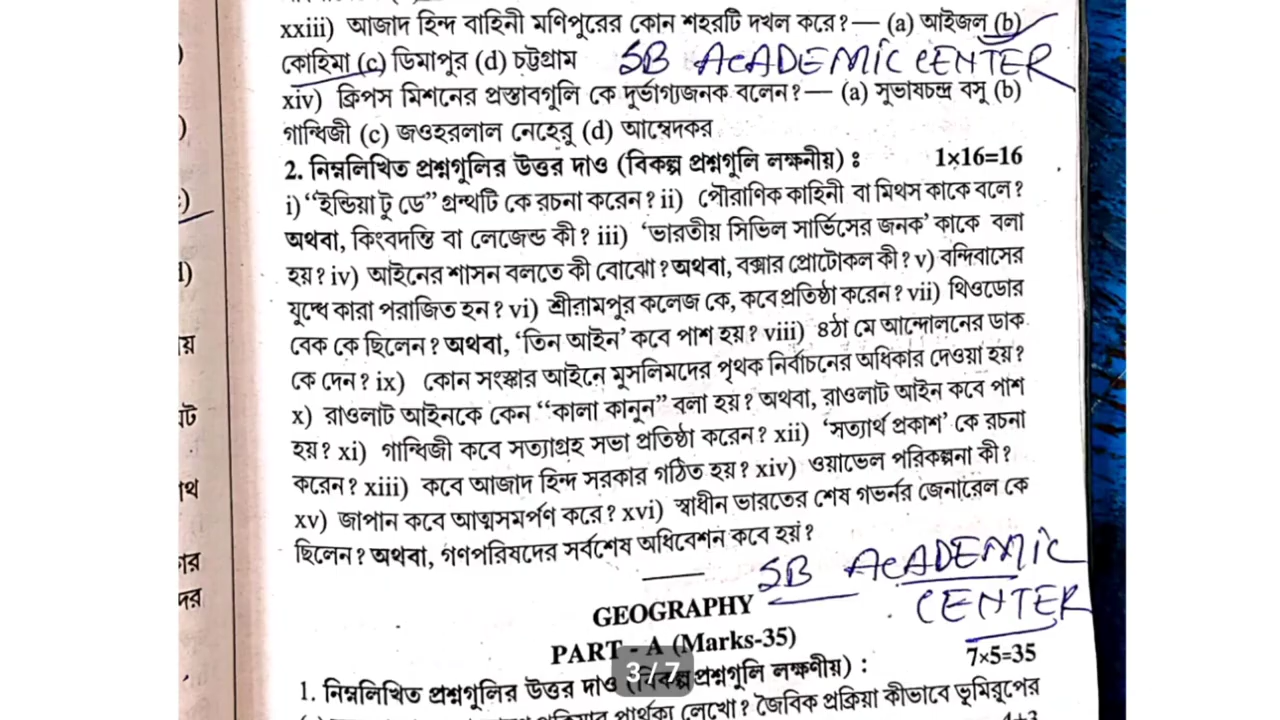 xxiii) আজাদ হিন্দ বাহিনী মণিপুরের কোন শহরটি দখল করে? — (a) আইজল (b)
কোহিমা (c) ডিমাপুর (d) চট্টগ্রাম SB ACADEMIC CENTER
xiv) ক্রিপস মিশনের প্রস্তাবগুলি কে দুর্ভাগ্যজনক বলেন? — (a) সুভাষচন্দ্র বসু (b)
গান্ধিজী (c) জওহরলাল নেহেরু (d) আম্বেদকর
2. নিম্নলিখিত প্রশ্নগুলির উত্তর দাও (বিকল্প প্রশ্নগুলি লক্ষনীয়) : 1×16=16
i) “ইন্ডিয়া টু ডে” গ্রন্থটি কে রচনা করেন? ii) পৌরাণিক কাহিনী বা মিথস কাকে বলে?
অথবা, কিংবদন্তি বা লেজেন্ড কী? iii) ‘ভারতীয় সিভিল সার্ভিসের জনক’ কাকে বলা
হয়? iv) আইনের শাসন বলতে কী বোঝো? অথবা, বক্সার প্রোটোকল কী? v) বন্দিবাসের
যুদ্ধে কারা পরাজিত হন? vi) শ্রীরামপুর কলেজ কে, কবে প্রতিষ্ঠা করেন? vii) থিওডোর
বেক কে ছিলেন? অথবা, ‘তিন আইন’ কবে পাশ হয়? viii) ৪ঠা মে আন্দোলনের ডাক
কে দেন? ix) কোন সংস্কার আইনে মুসলিমদের পৃথক নির্বাচনের অধিকার দেওয়া হয়?
x) রাওলাট আইনকে কেন “কালা কানুন” বলা হয়? অথবা, রাওলাট আইন কবে পাশ
হয়? xi) গান্ধিজী কবে সত্যাগ্রহ সভা প্রতিষ্ঠা করেন? xii) ‘সত্যার্থ প্রকাশ’ কে রচনা
করেন? xiii) কবে আজাদ হিন্দ সরকার গঠিত হয়? xiv) ওয়াভেল পরিকল্পনা কী?
xv) জাপান কবে আত্মসমর্পণ করে? xvi) স্বাধীন ভারতের শেষ গভর্নর জেনারেল কে
ছিলেন? অথবা, গণপরিষদের সর্বশেষ অধিবেশন কবে হয়?
SB ACADEMIC
CENTER
GEOGRAPHY
PART - A (Marks-35)
3 / 7
7×5=35
1. নিম্নলিখিত প্রশ্নগুলির উত্তর দাও (বিকল্প প্রশ্নগুলি লক্ষনীয়) :
পার্থক্য লেখো? জৈবিক প্রক্রিয়া কীভাবে ভূমিরূপের